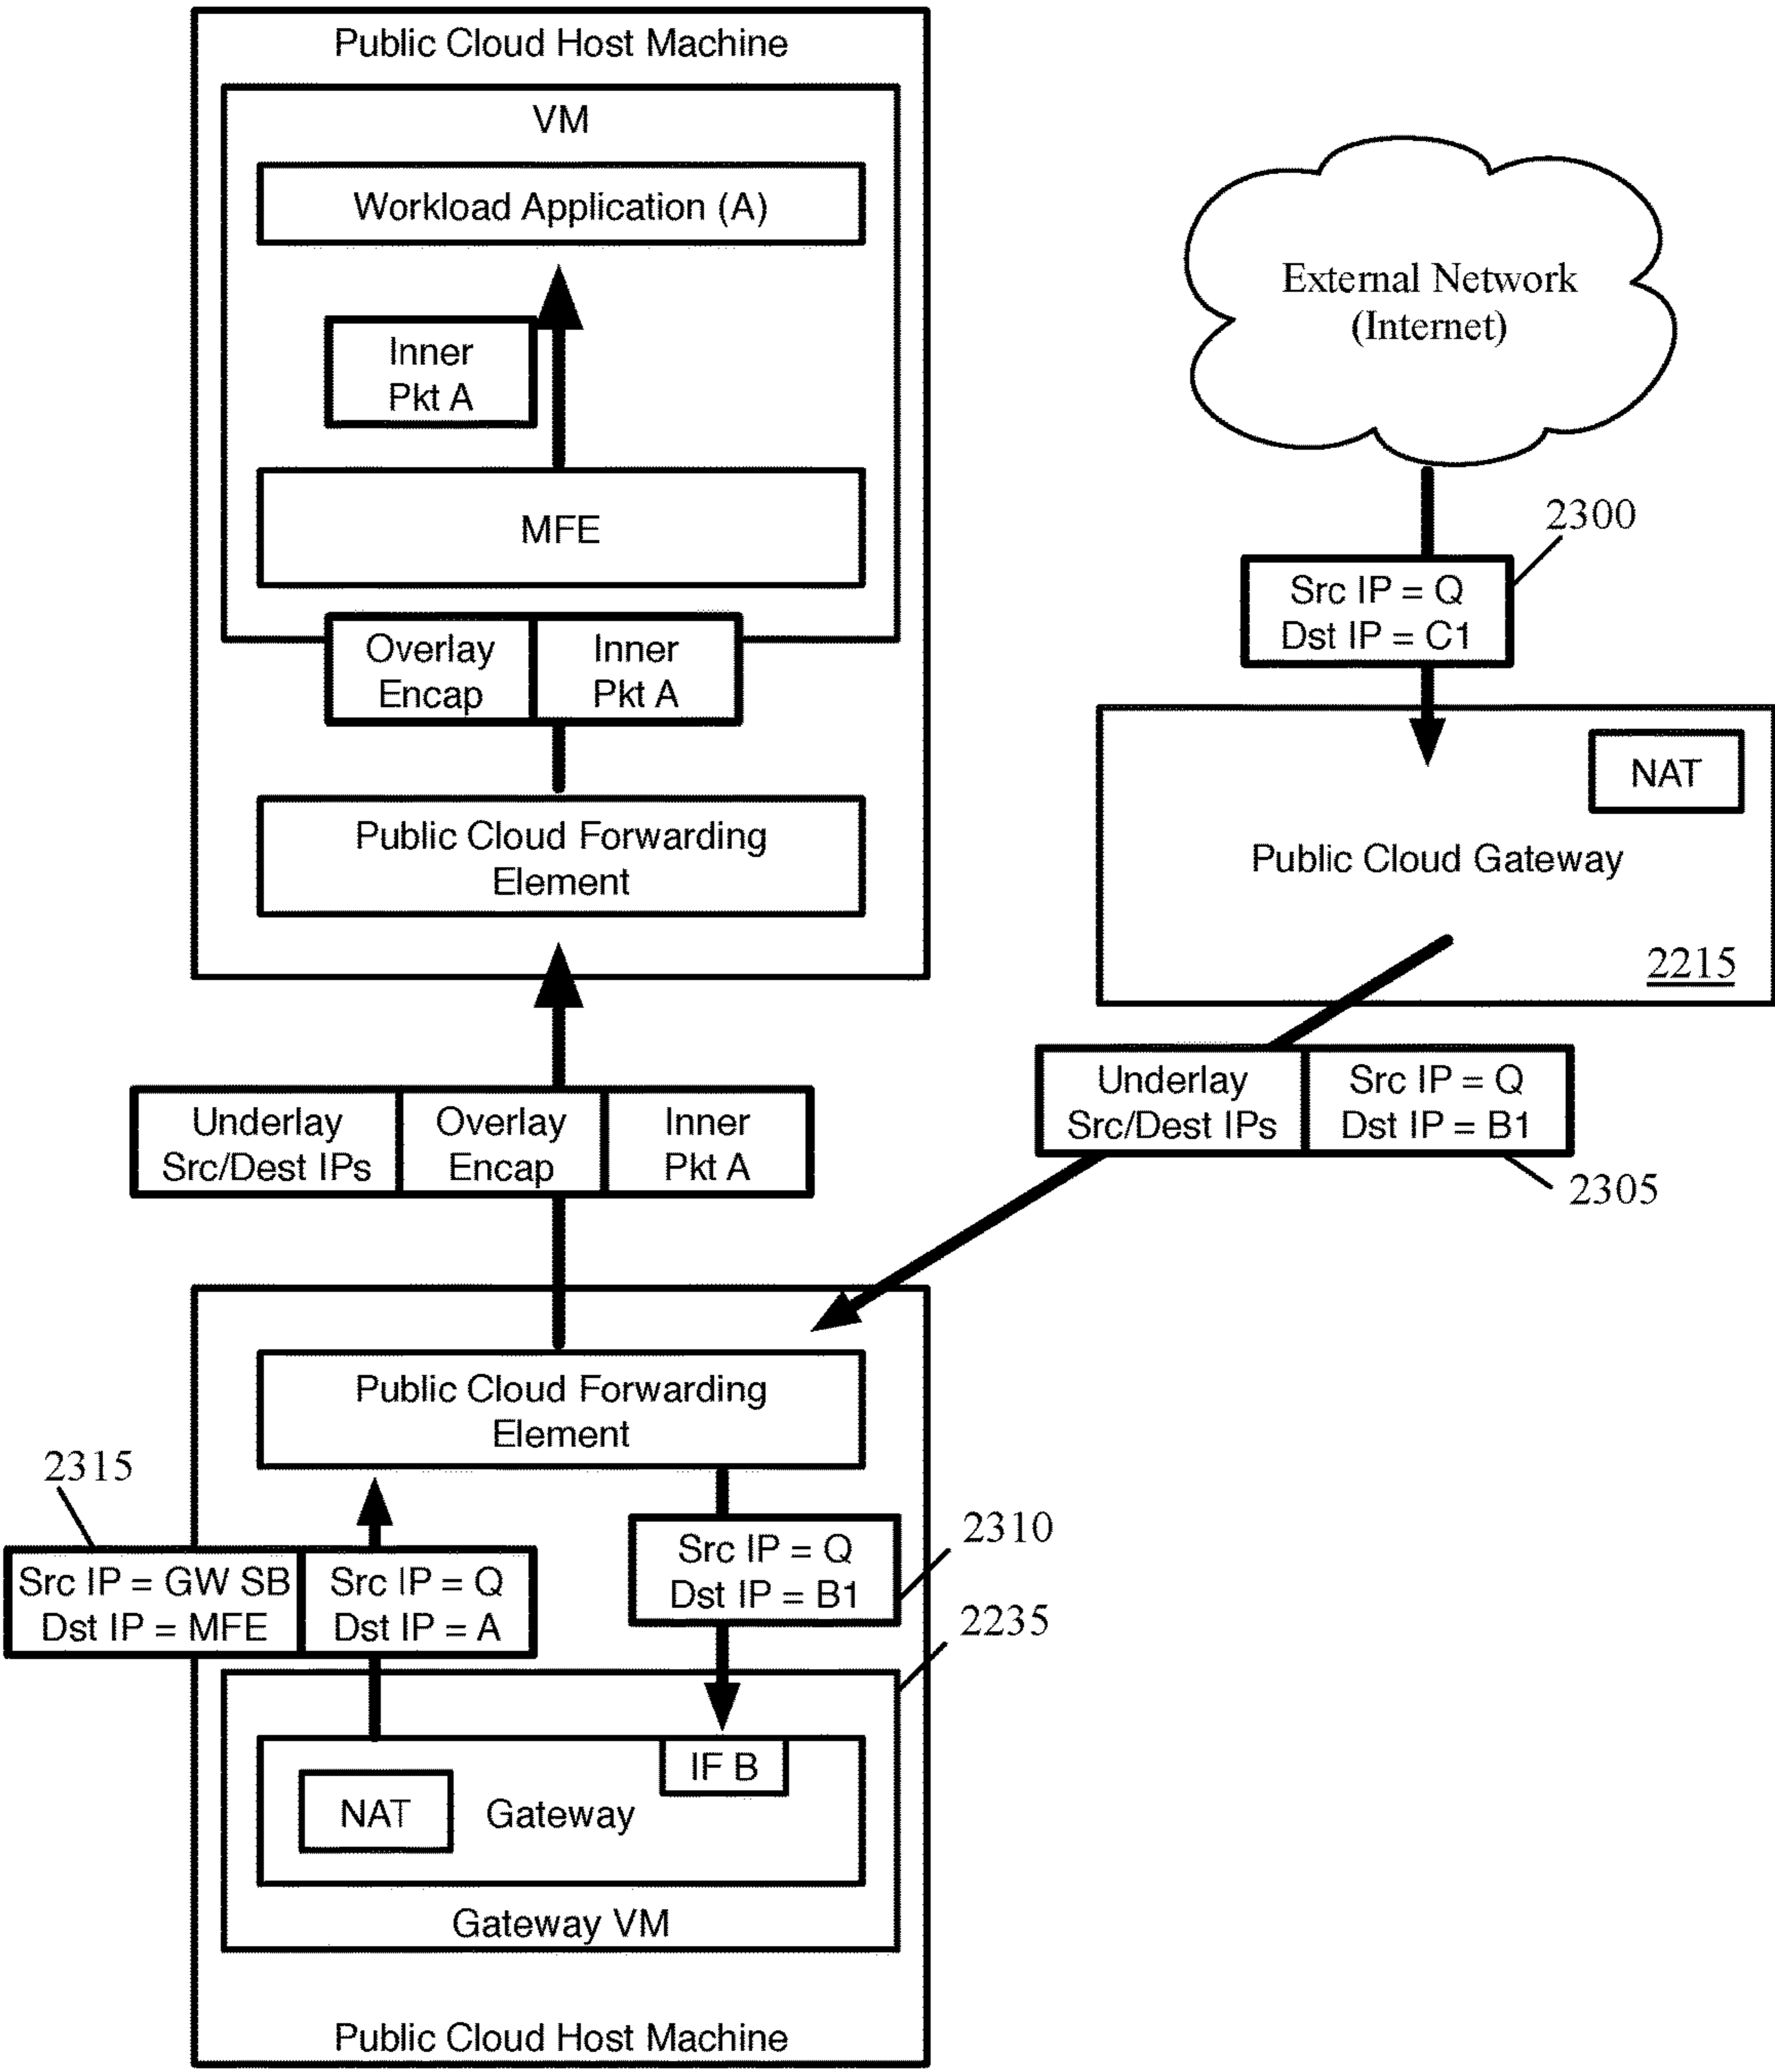 Public Cloud Host Machine
VM
Workload Application (A)
Inner
Pkt A
MFE
Overlay
Encap
Inner
Pkt A
Public Cloud Forwarding
Element
External Network
(Internet)
2300
Src IP = Q
Dst IP = C1
NAT
Public Cloud Gateway
2215
Underlay
Src/Dest IPs
Src IP = Q
Dst IP = B1
2305
Underlay
Src/Dest IPs
Overlay
Encap
Inner
Pkt A
Public Cloud Forwarding
Element
2315
Src IP = GW SB
Dst IP = MFE
Src IP = Q
Dst IP = A
Src IP = Q
Dst IP = B1
2310
2235
IF B
NAT
Gateway
Gateway VM
Public Cloud Host Machine